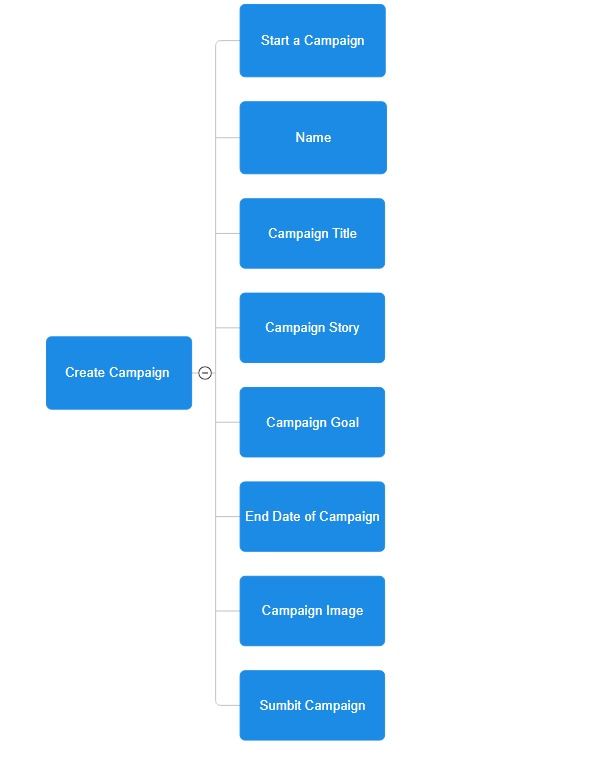 Start a Campaign
Name
Campaign Title
Campaign Story
Create Campaign
Campaign Goal
End Date of Campaign
Campaign Image
Sumbit Campaign